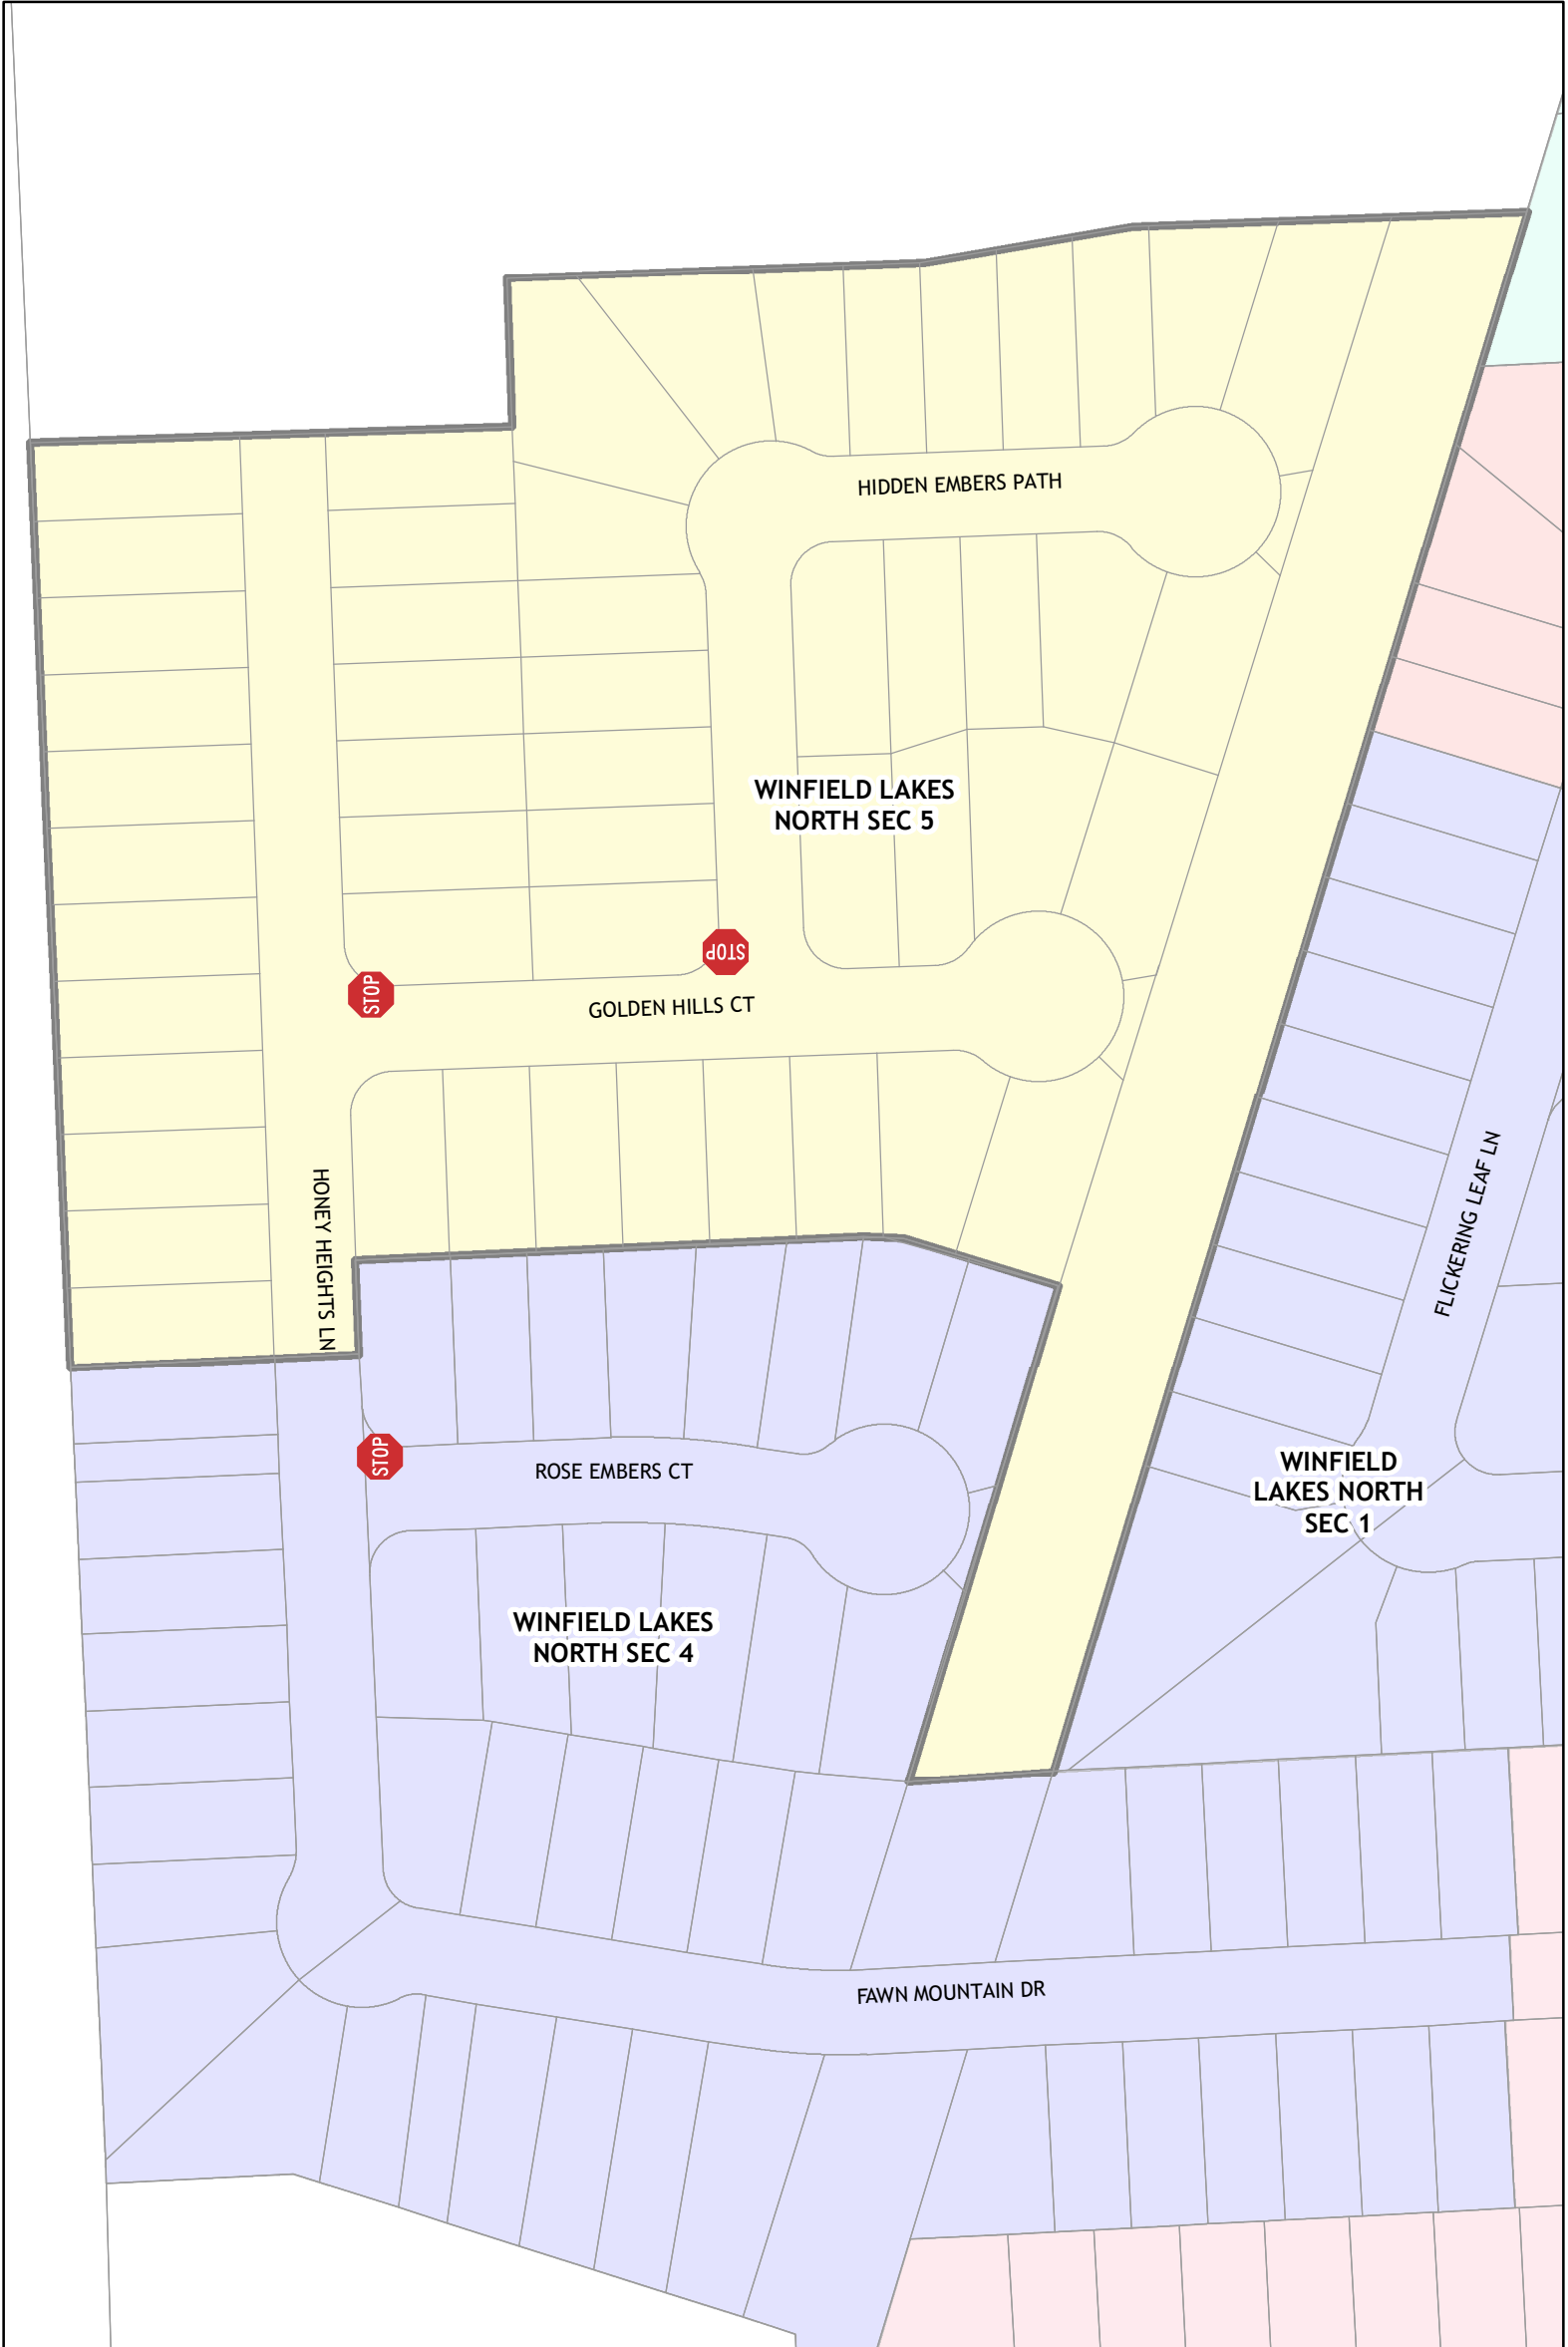 HIDDEN EMBERS PATH
WINFIELD LAKES
NORTH SEC 5
STOP
STOP
GOLDEN HILLS CT
HONEY HEIGHTS LN
FLICKERING LEAF LN
STOP
ROSE EMBERS CT
WINFIELD
LAKES NORTH
SEC 1
WINFIELD LAKES
NORTH SEC 4
FAWN MOUNTAIN DR